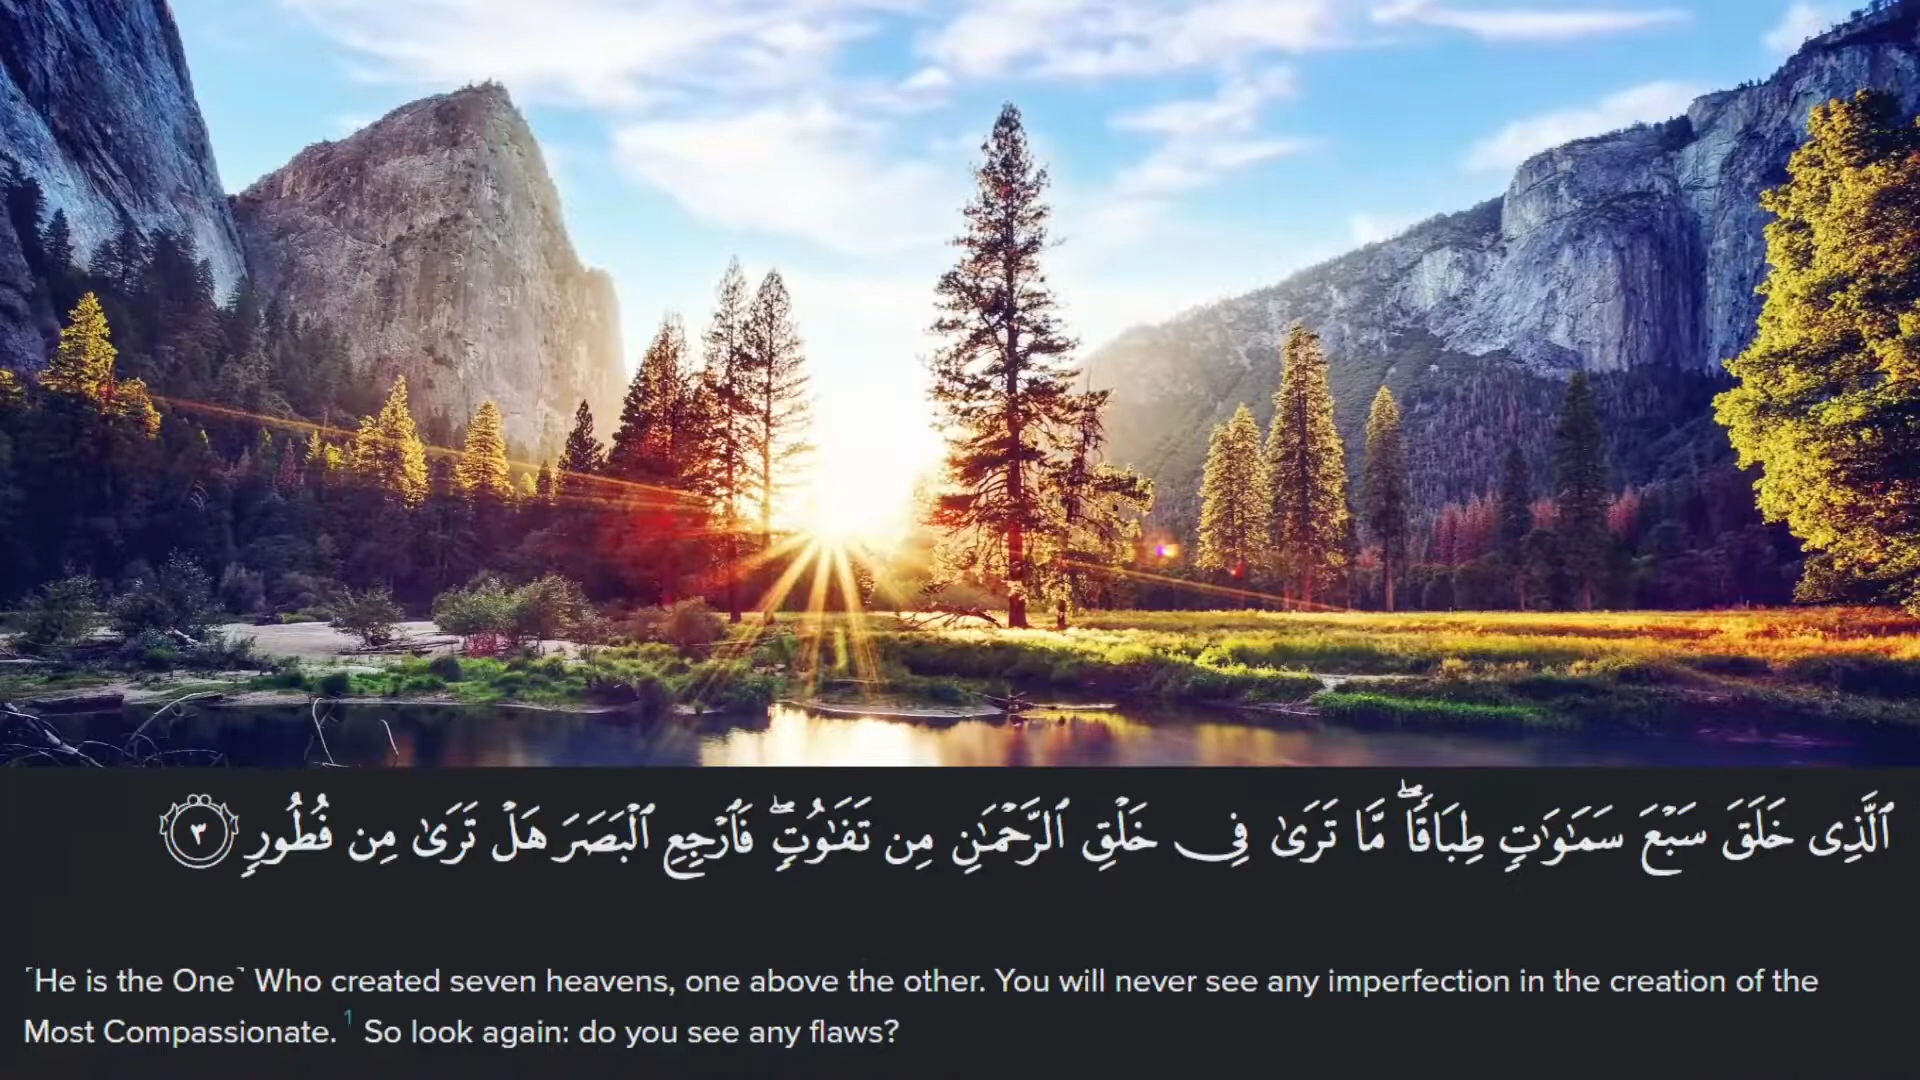 ٱلَّذِى خَلَقَ سَبْعَ سَمَـٰوَٰتٍ طِبَاقًا ۖ مَّا تَرَىٰ فِى خَلْقِ ٱلرَّحْمَـٰنِ مِن تَفَـٰوُتٍ ۖ فَٱرْجِعِ ٱلْبَصَرَ هَلْ تَرَىٰ مِن فُطُورٍ ٣
˹He is the One˺ Who created seven heavens, one above the other. You will never see any imperfection in the creation of the
Most Compassionate. 1 So look again: do you see any flaws?